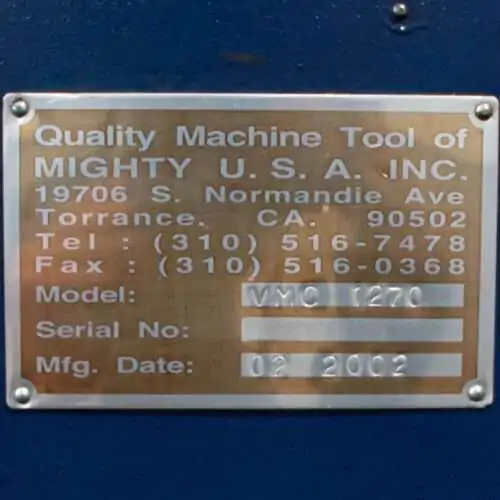 Quality Machine Tool of
MIGHTY U. S. A. INC.
19706 S. Normandie Ave
Torrance, CA. 90502
Tel : (310) 516-7478
Fax : (310) 516-0368
Model: VMC 1270
Serial No:
Mfg. Date: 02 2002